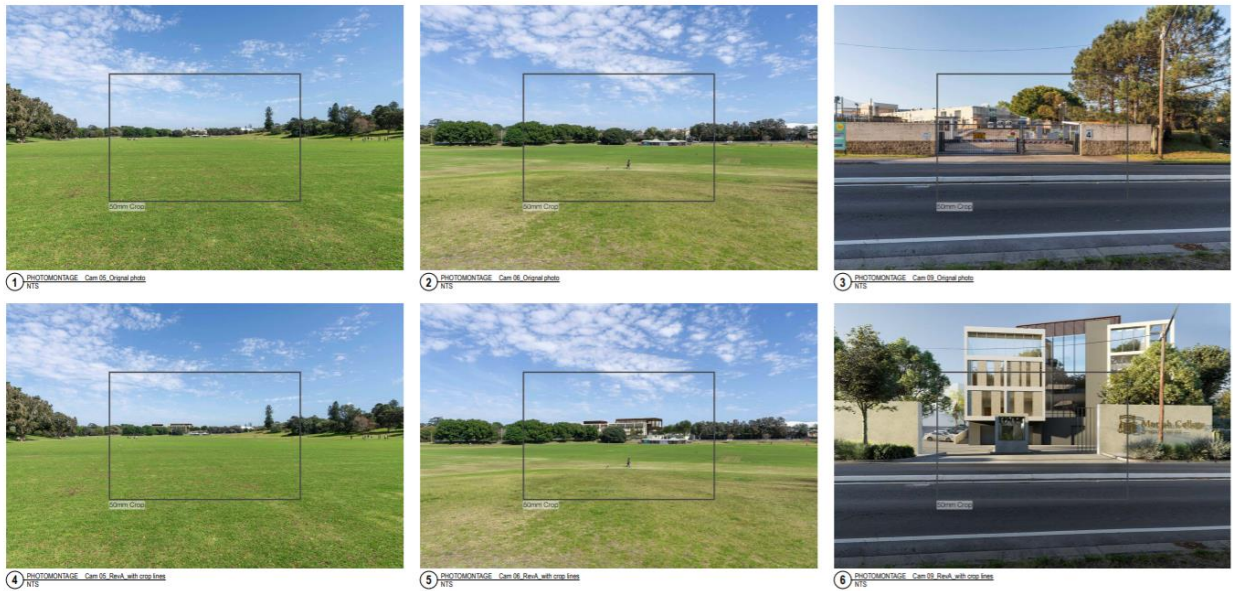 50mm Crop
50mm Crop
50mm Crop
1 PHOTOMONTAGE Cam 05_Orignal photo
NTS
2 PHOTOMONTAGE Cam 06_Orignal photo
NTS
3 PHOTOMONTAGE Cam 09_Orignal photo
NTS
College
50mm Crop
50mm Crop
50mm Crop
4 PHOTOMONTAGE Cam 05_RevA_with crop lines
NTS
5 PHOTOMONTAGE Cam 06_RevA_with crop lines
NTS
6 PHOTOMONTAGE Cam 09_RevA_with crop lines
NTS